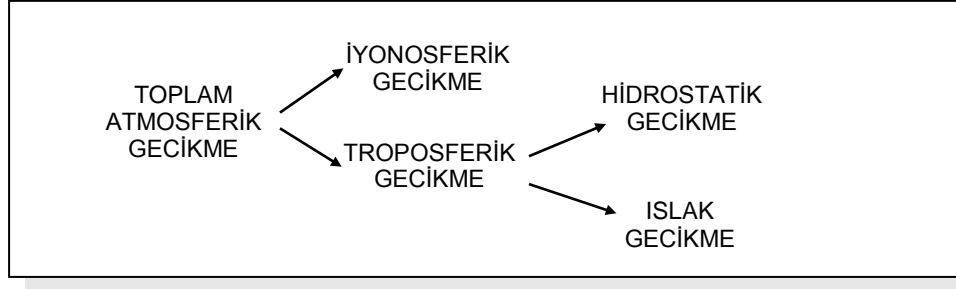 TOPLAM
ATMOSFERİK
GECİKME
İYONOSFERİK
GECİKME
TROPOSFERİK
GECİKME
HİDROSTATİK
GECİKME
ISLAK
GECİKME